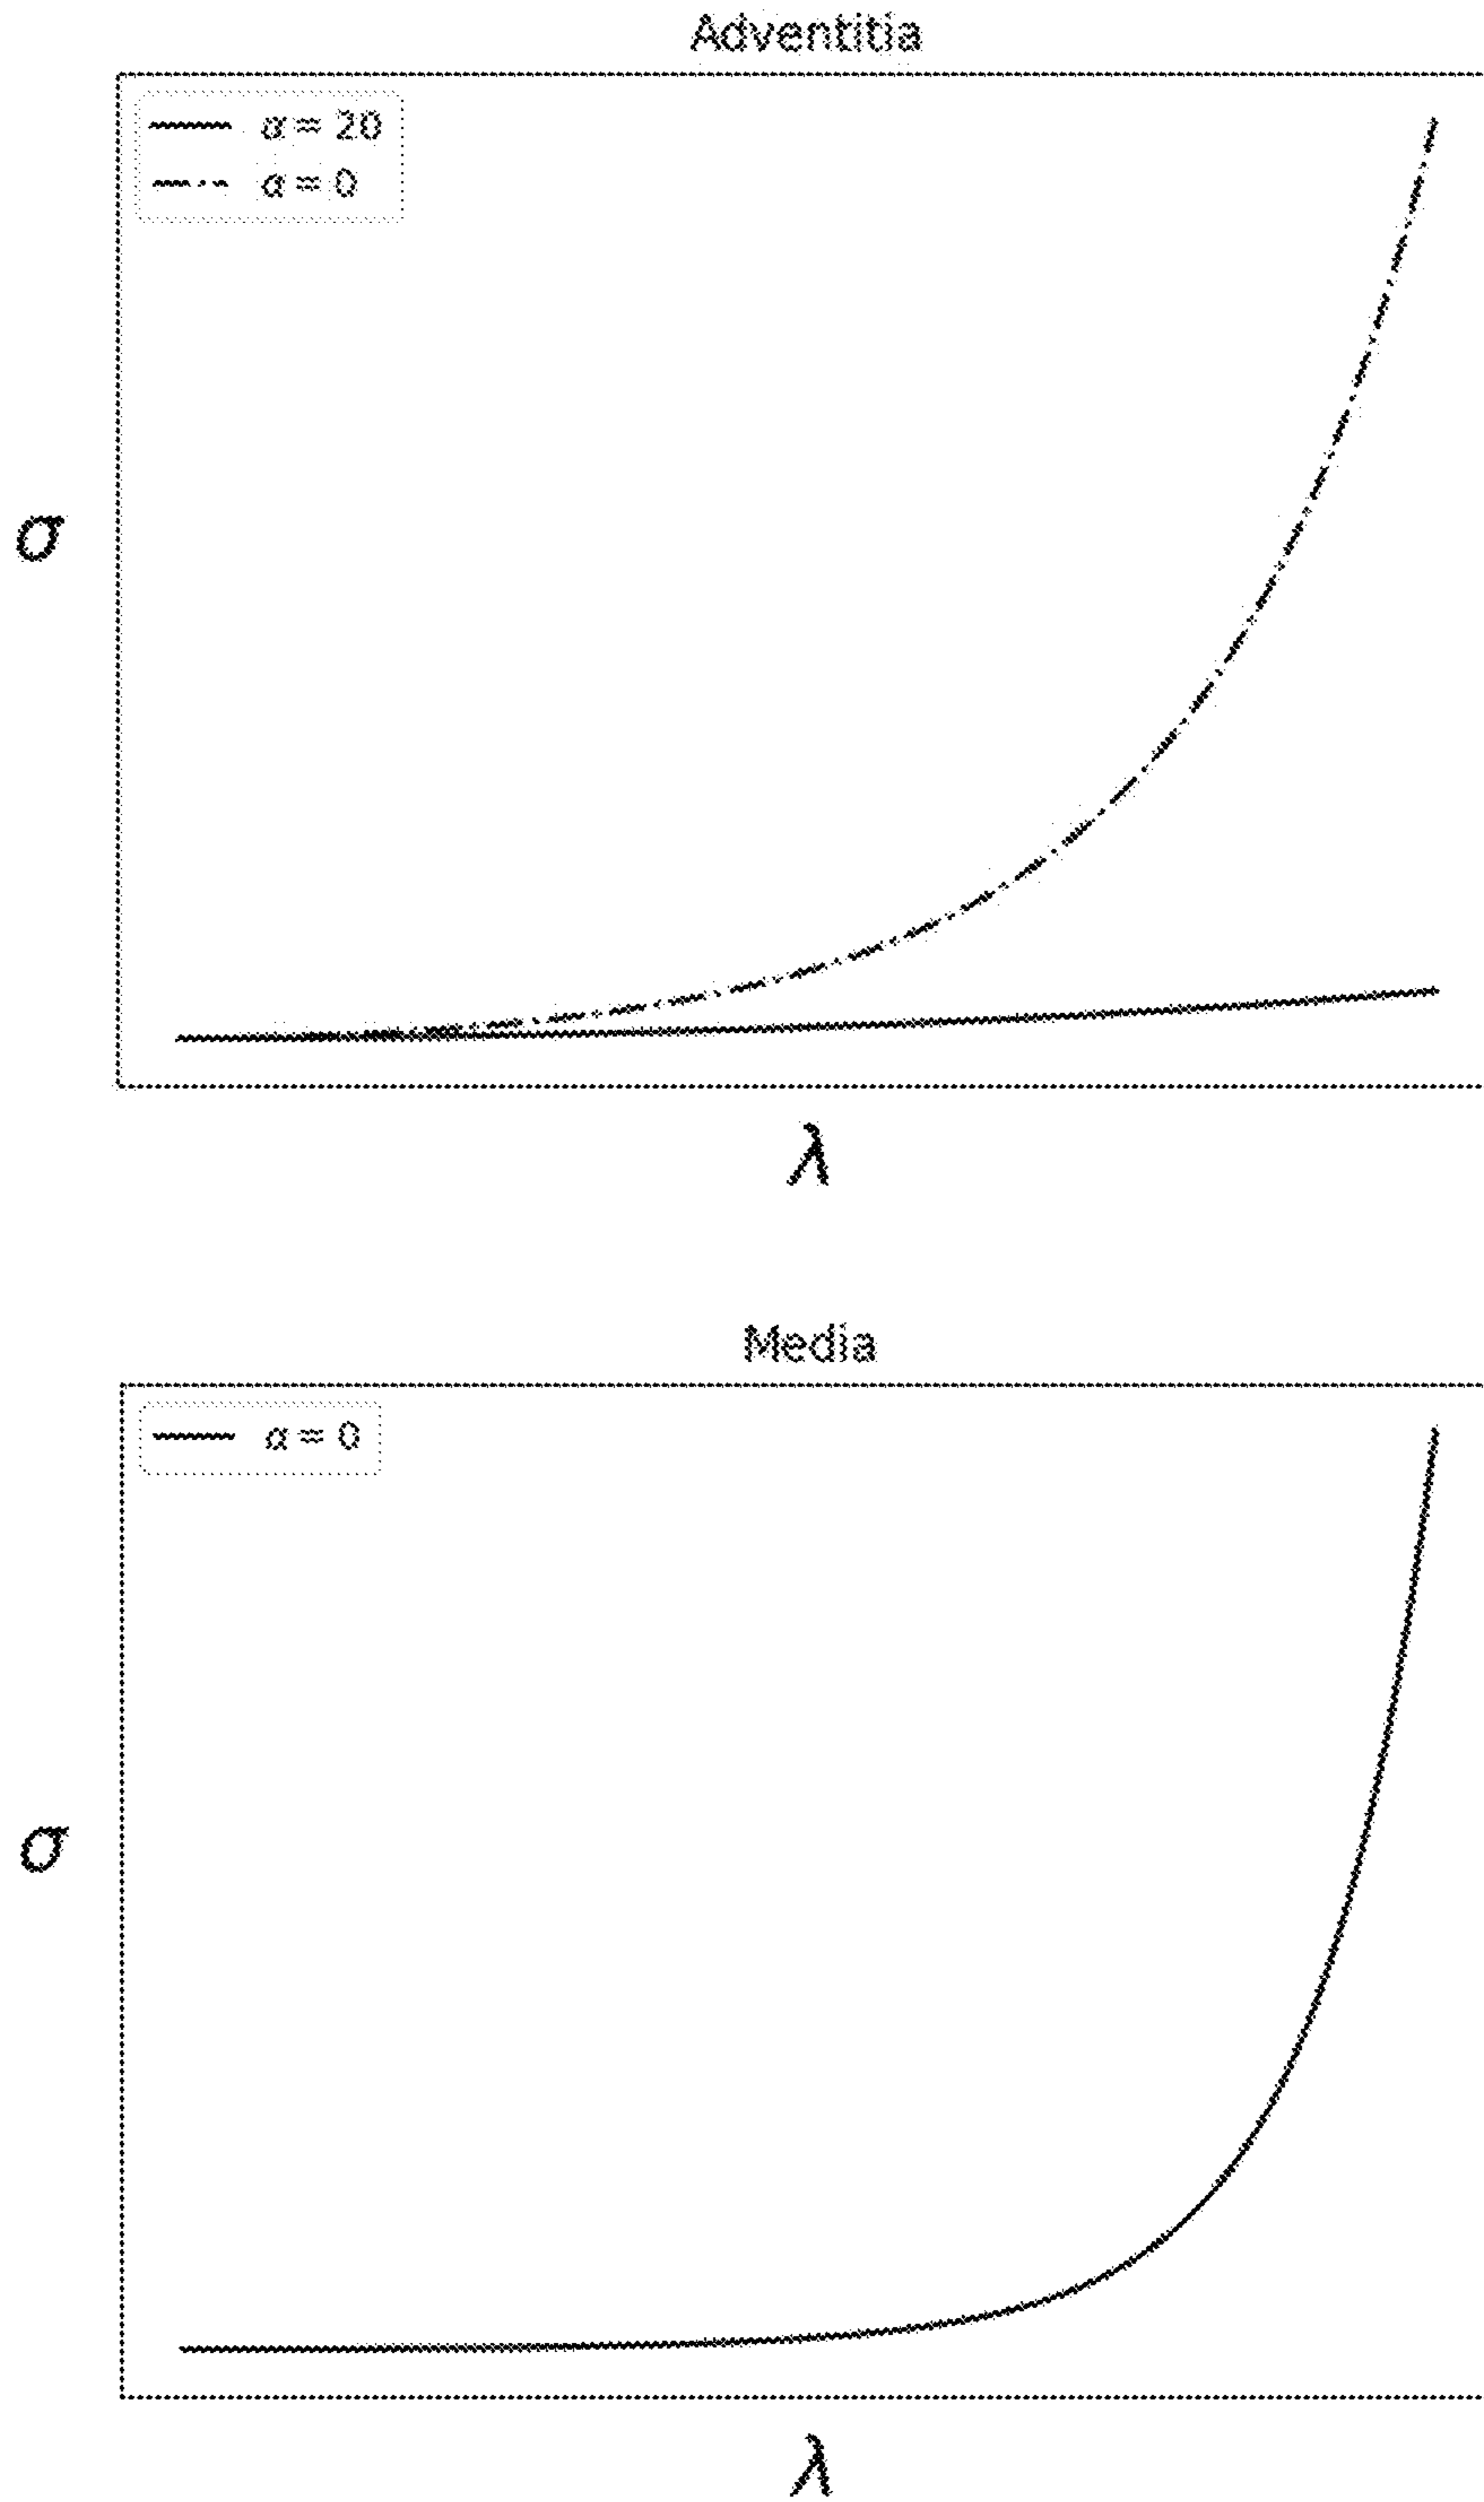 Adventitia
α = 20
α = 0
σ
λ
Media
α = 0
σ
λ